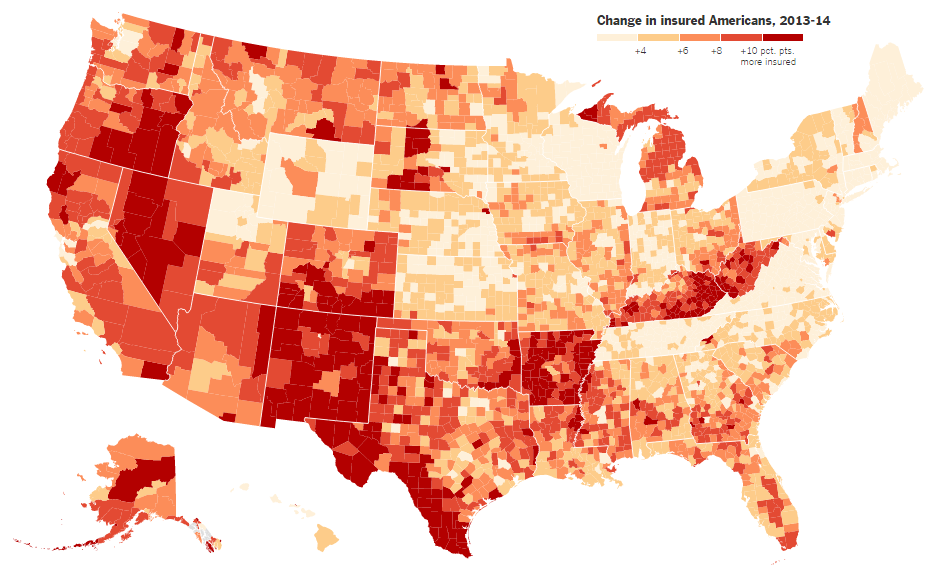 Change in insured Americans, 2013-14
+4 +6 +8 +10 pct. pts.
more insured